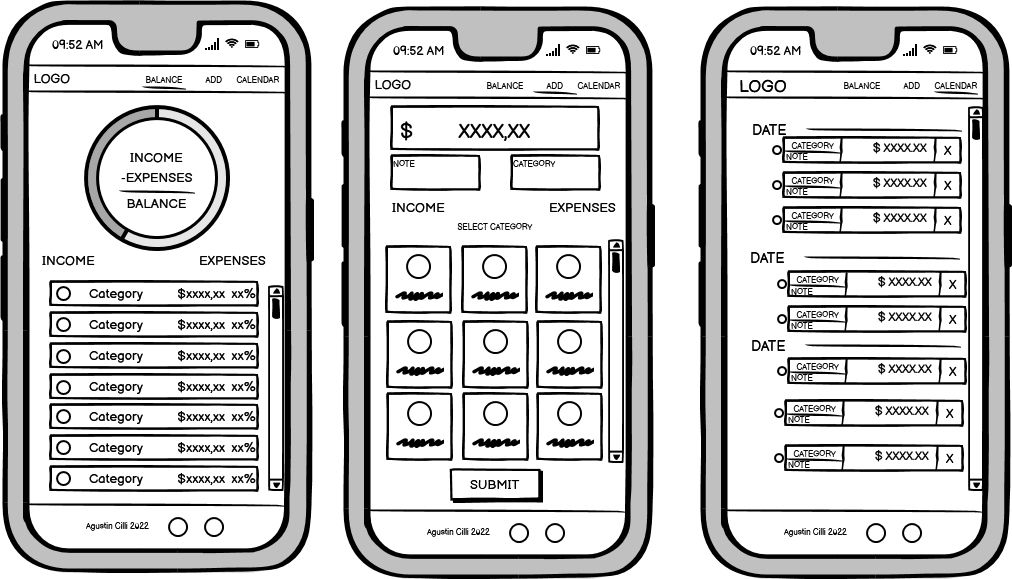 09:52 AM
LOGO
BALANCE ADD CALENDAR
INCOME
-EXPENSES
BALANCE
INCOME EXPENSES
Category $xxxx,xx xx%
Category $xxxx,xx xx%
Category $xxxx,xx xx%
Category $xxxx,xx xx%
Category $xxxx,xx xx%
Category $xxxx,xx xx%
Category $xxxx,xx xx%
Agustin Cilli 2022
09:52 AM
LOGO
BALANCE ADD CALENDAR
$ XXXX,XX
NOTE CATEGORY
INCOME EXPENSES
SELECT CATEGORY
SUBMIT
Agustin Cilli 2022
09:52 AM
LOGO
BALANCE ADD CALENDAR
DATE
CATEGORY $ XXXX.XX X
NOTE
CATEGORY $ XXXX.XX X
NOTE
CATEGORY $ XXXX.XX X
NOTE
DATE
CATEGORY $ XXXX.XX X
NOTE
CATEGORY $ XXXX.XX X
NOTE
DATE
CATEGORY $ XXXX.XX X
NOTE
CATEGORY $ XXXX.XX X
NOTE
CATEGORY $ XXXX.XX X
NOTE
Agustin Cilli 2022